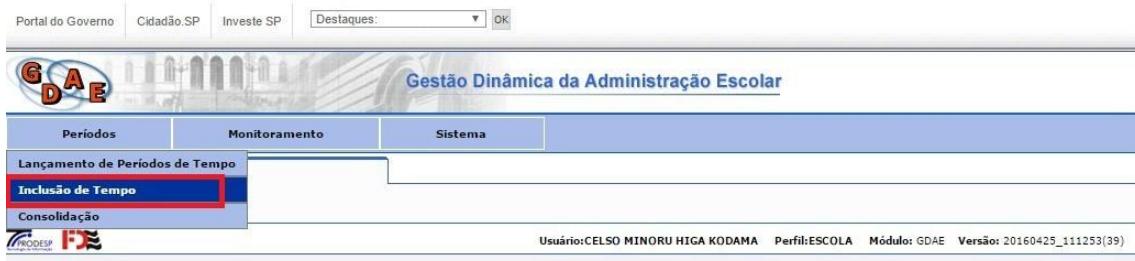 Portal do Governo Cidadão.SP Investe SP Destaques: OK
GDAE
Gestão Dinâmica da Administração Escolar
Períodos Monitoramento Sistema
Lançamento de Períodos de Tempo
Inclusão de Tempo
Consolidação
PRODESP FDE Usuário:CELSO MINORU HIGA KODAMA Perfil:ESCOLA Módulo: GDAE Versão: 20160425_111253(39)